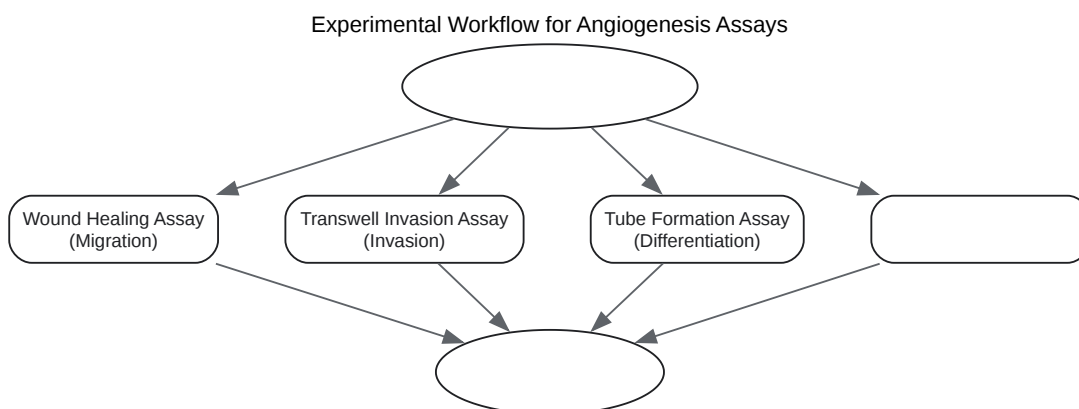 Experimental Workflow for Angiogenesis Assays
Wound Healing Assay
(Migration)
Transwell Invasion Assay
(Invasion)
Tube Formation Assay
(Differentiation)